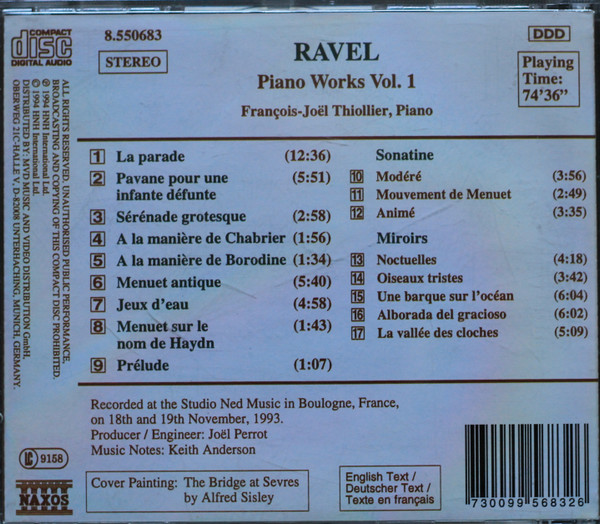 COMPACT
disc
DIGITAL AUDIO
8.550683
STEREO
RAVEL
Piano Works Vol. 1
François-Joël Thiollier, Piano
DDD
Playing
Time:
74'36"
ALL RIGHTS RESERVED. UNAUTHORISED PUBLIC PERFORMANCE,
BROADCASTING AND COPYING OF THIS COMPACT DISC PROHIBITED.
℗ 1994 HNH International Ltd.
© 1994 HNH International Ltd.
DISTRIBUTED BY: MVD MUSIC AND VIDEO DISTRIBUTION GmbH,
OBERWEG 21C-HALLE V, D-82008 UNTERHACHING, MUNICH, GERMANY.
1 La parade (12:36)
2 Pavane pour une (5:51)
infante défunte
3 Sérénade grotesque (2:58)
4 A la manière de Chabrier (1:56)
5 A la manière de Borodine (1:34)
6 Menuet antique (5:40)
7 Jeux d'eau (4:58)
8 Menuet sur le (1:43)
nom de Haydn
9 Prélude (1:07)
Sonatine
10 Modéré (3:56)
11 Mouvement de Menuet (2:49)
12 Animé (3:35)
Miroirs
13 Noctuelles (4:18)
14 Oiseaux tristes (3:42)
15 Une barque sur l'océan (6:04)
16 Alborada del gracioso (6:02)
17 La vallée des cloches (5:09)
Recorded at the Studio Ned Music in Boulogne, France,
on 18th and 19th November, 1993.
Producer / Engineer: Joël Perrot
Music Notes: Keith Anderson
LC 9158
NAXOS
Cover Painting: The Bridge at Sevres
by Alfred Sisley
English Text /
Deutscher Text /
Texte en français
730099 568326